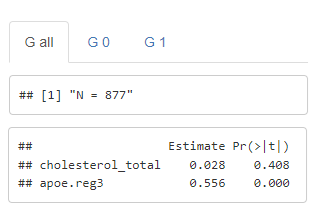 G all G 0 G 1
## [1] "N = 877"
##                   Estimate Pr(>|t|)
## cholesterol_total    0.028    0.408
## apoe.reg3            0.556    0.000